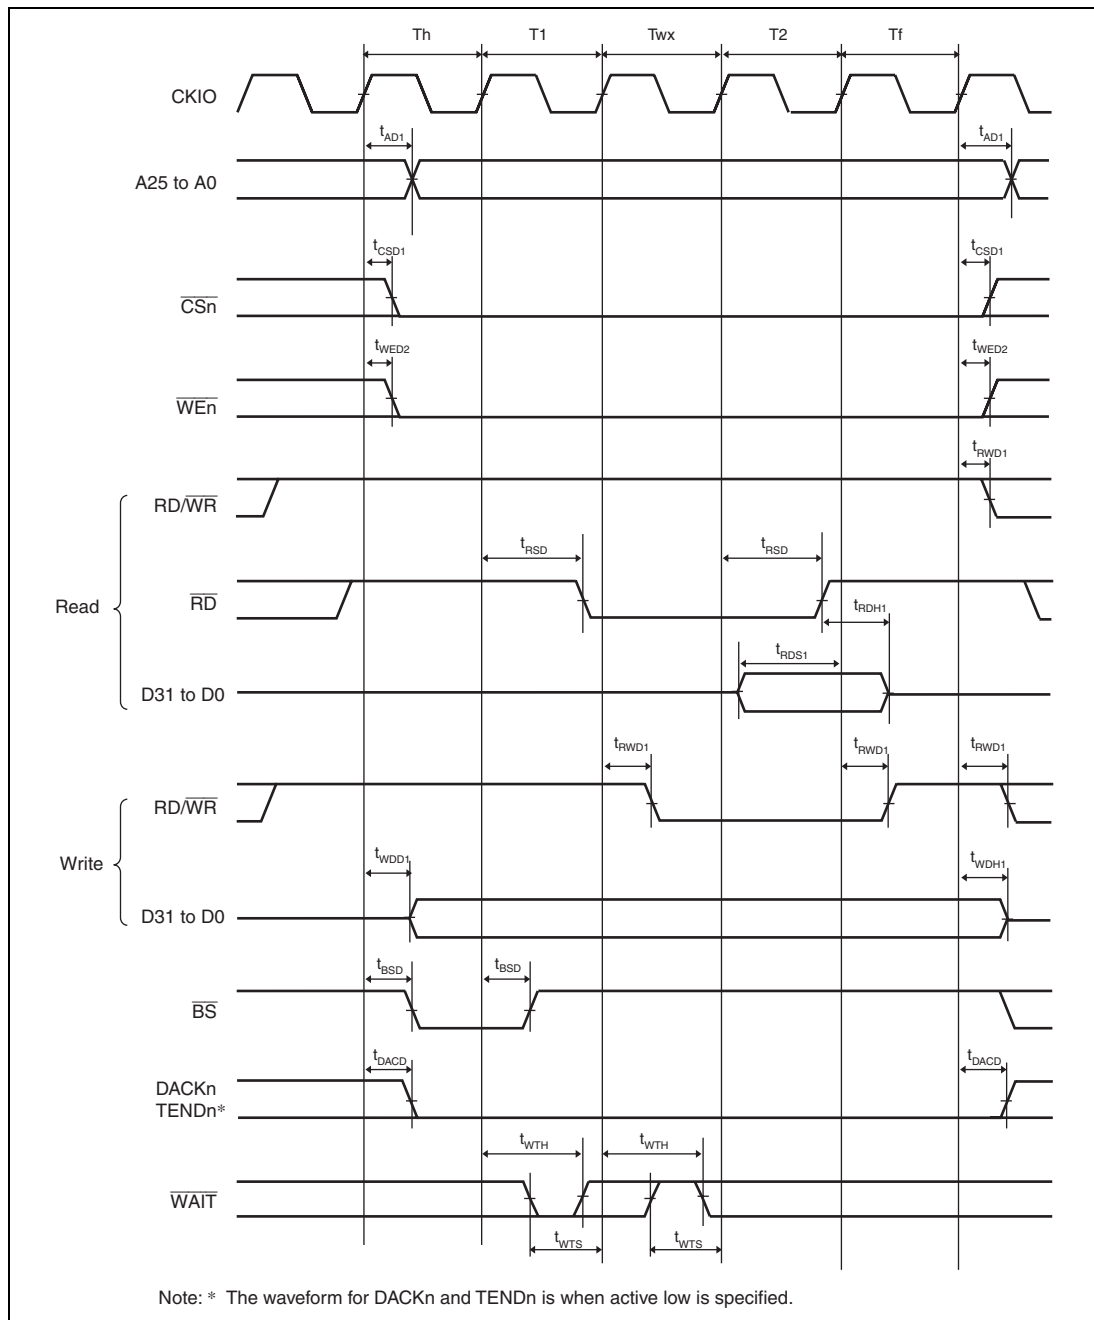 Th T1 Twx T2 Tf
CKIO
tAD1 tAD1
A25 to A0
tCSD1 tCSD1
CSn
tWED2 tWED2
WEn
tRWD1
RD/WR
tRSD tRSD
Read
RD
tRDH1
tRDS1
D31 to D0
tRWD1 tRWD1 tRWD1
RD/WR
Write
tWDD1 tWDH1
D31 to D0
tBSD tBSD
BS
tDACD tDACD
DACKn
TENDn*
tWTH tWTH
WAIT
tWTS tWTS
Note: * The waveform for DACKn and TENDn is when active low is specified.